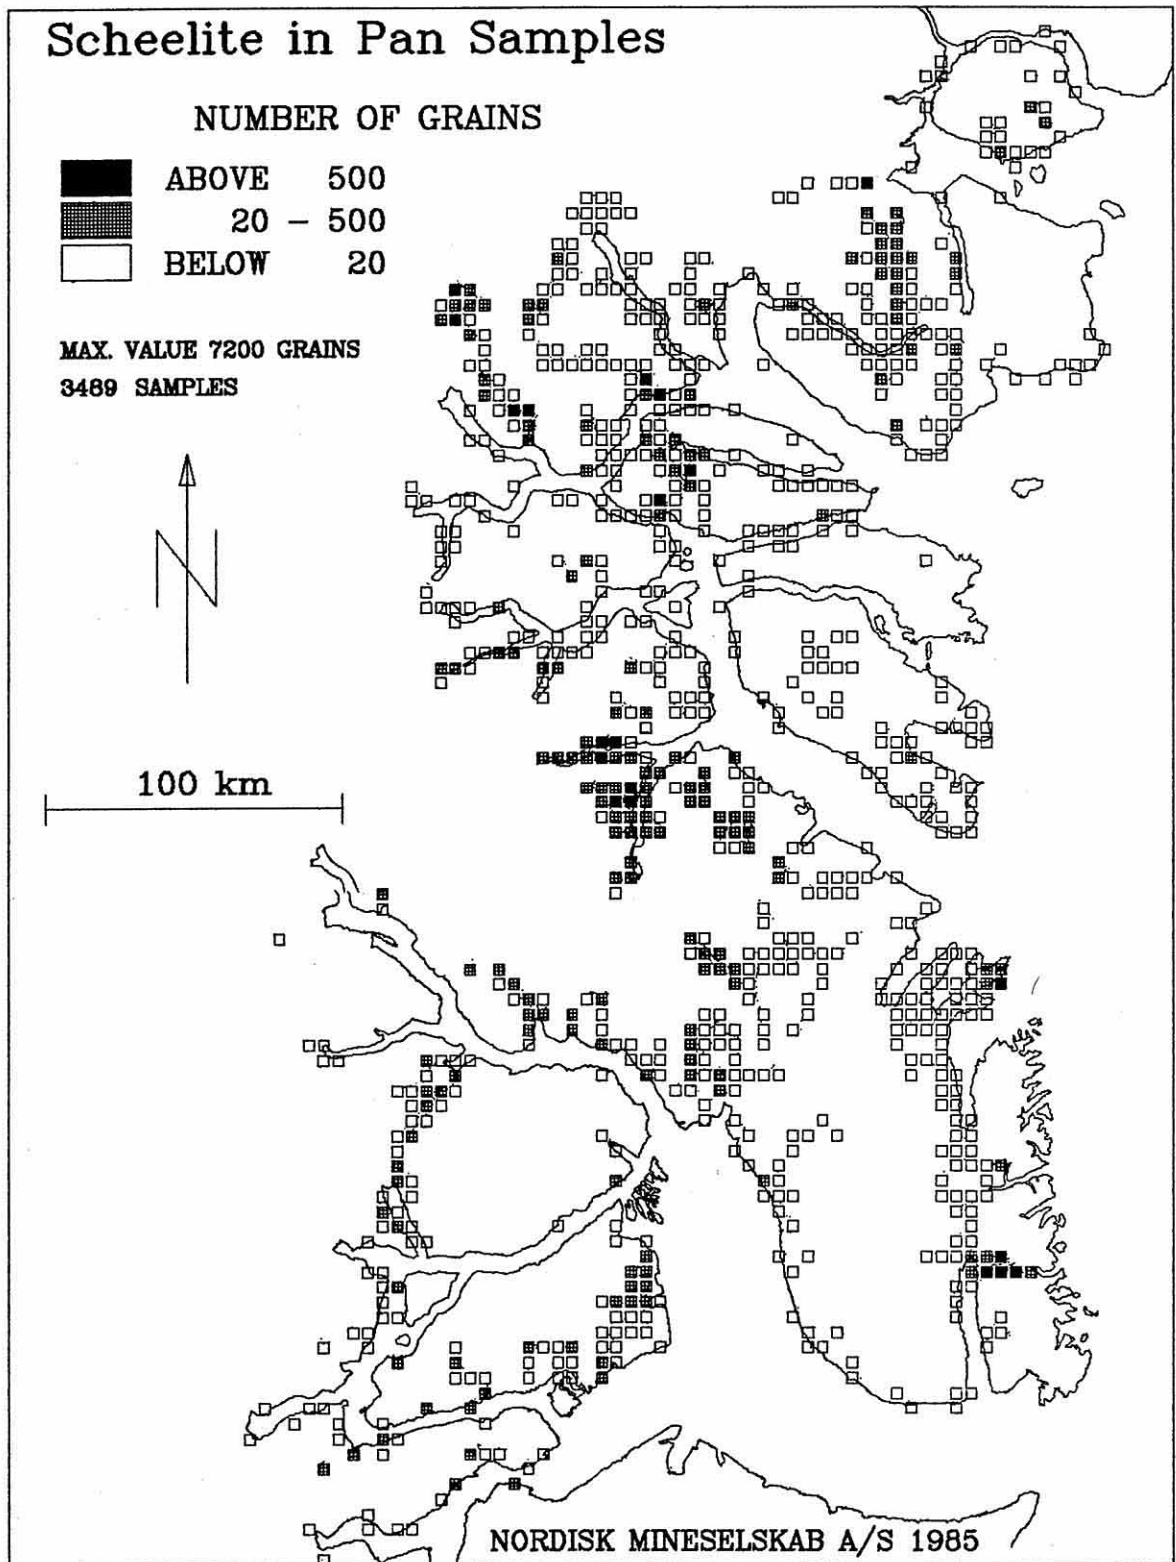 Scheelite in Pan Samples
NUMBER OF GRAINS
ABOVE 500
20 – 500
BELOW 20
MAX. VALUE 7200 GRAINS
3489 SAMPLES
N
100 km
NORDISK MINESELSKAB A/S 1985